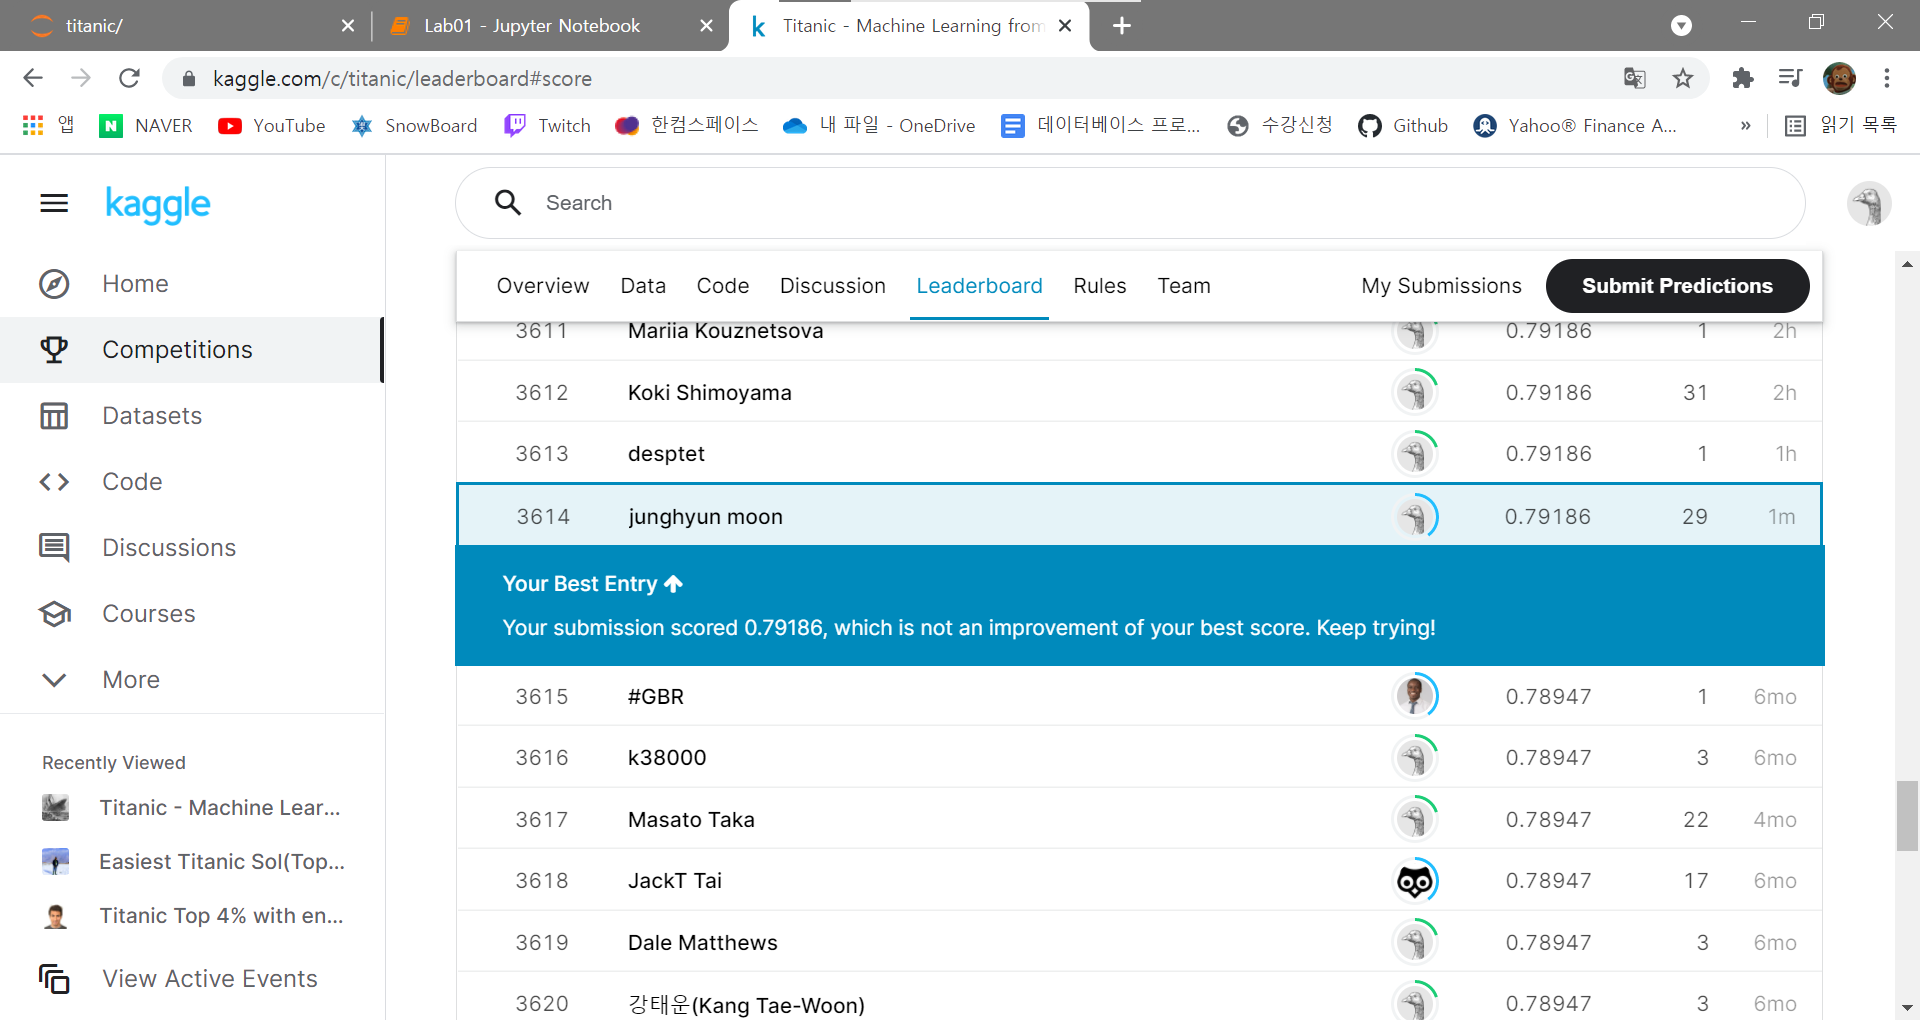 titanic/
Lab01 - Jupyter Notebook
Titanic - Machine Learning from
kaggle.com/c/titanic/leaderboard#score
앱 NAVER YouTube SnowBoard Twitch 한컴스페이스 내 파일 - OneDrive 데이터베이스 프로... 수강신청 Github Yahoo® Finance A... » 읽기 목록
kaggle
Search
Home
Competitions
Datasets
Code
Discussions
Courses
More
Recently Viewed
Titanic - Machine Lear...
Easiest Titanic Sol(Top...
Titanic Top 4% with en...
View Active Events
Overview Data Code Discussion Leaderboard Rules Team My Submissions Submit Predictions
3611 Mariia Kouznetsova 0.79186 1 2h
3612 Koki Shimoyama 0.79186 31 2h
3613 desptet 0.79186 1 1h
3614 junghyun moon 0.79186 29 1m
Your Best Entry
Your submission scored 0.79186, which is not an improvement of your best score. Keep trying!
3615 #GBR 0.78947 1 6mo
3616 k38000 0.78947 3 6mo
3617 Masato Taka 0.78947 22 4mo
3618 JackT Tai 0.78947 17 6mo
3619 Dale Matthews 0.78947 3 6mo
3620 강태운(Kang Tae-Woon) 0.78947 3 6mo